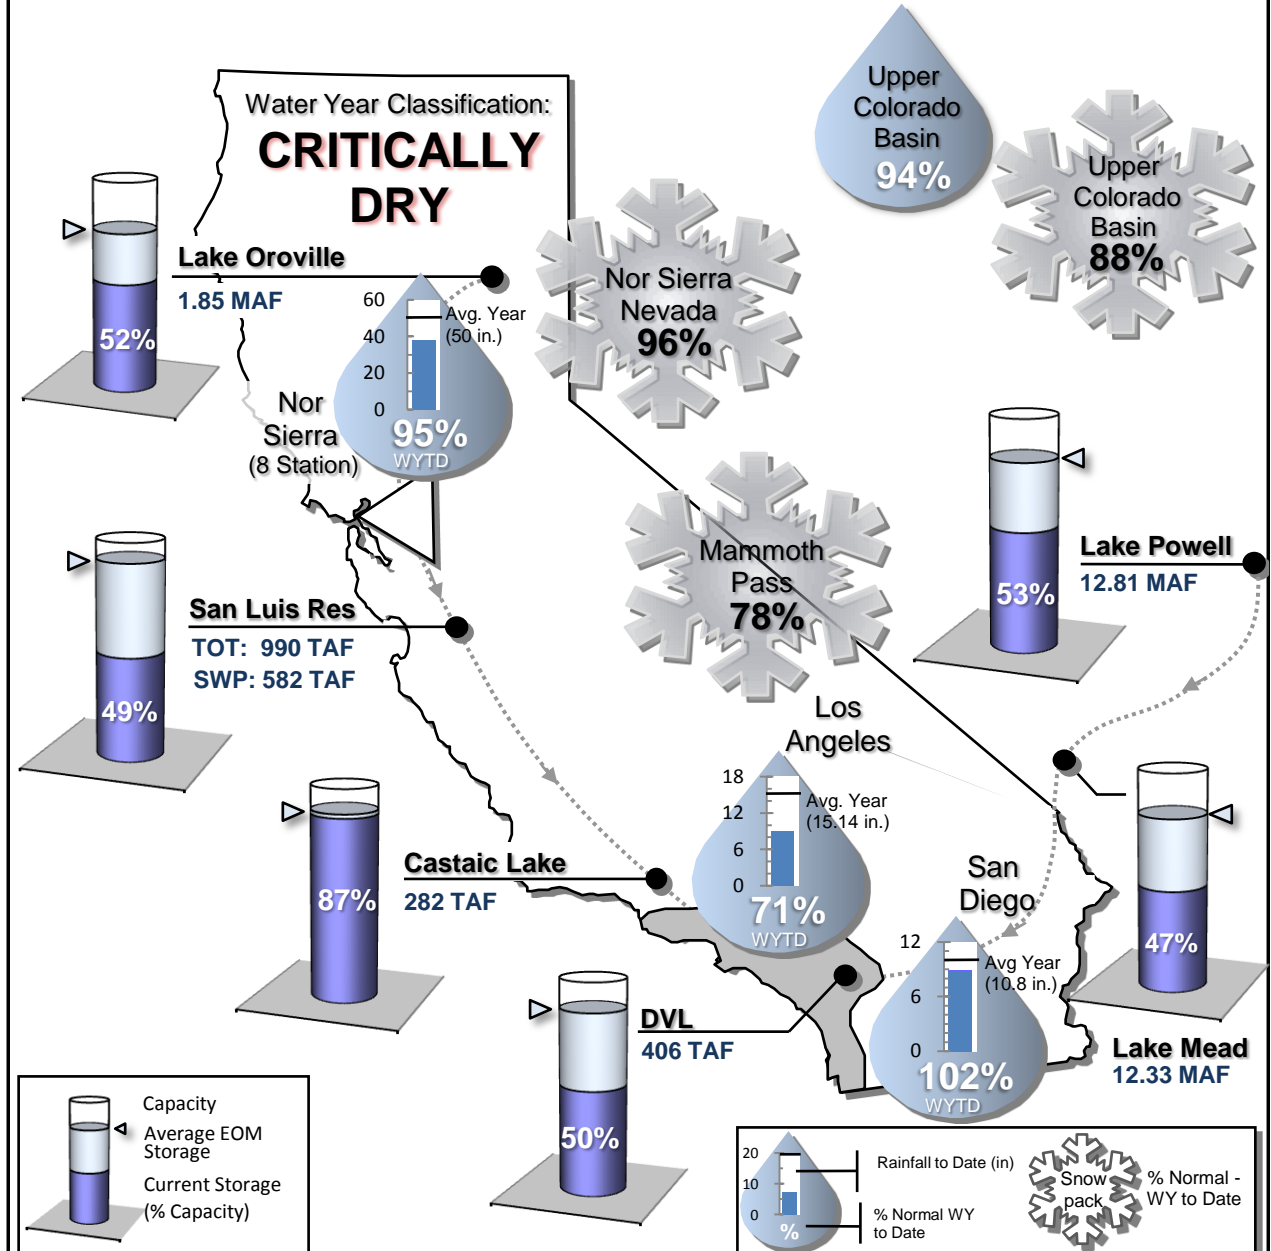 Water Year Classification:
CRITICALLY
DRY
Upper
Colorado
Basin
94%
Upper
Colorado
Basin
88%
Lake Oroville
1.85 MAF
52%
60
40
20
0
Avg. Year
(50 in.)
95%
WYTD
Nor
Sierra
(8 Station)
Nor Sierra
Nevada
96%
Mammoth
Pass
78%
Lake Powell
12.81 MAF
53%
San Luis Res
TOT: 990 TAF
SWP: 582 TAF
49%
Los
Angeles
18
12
6
0
Avg. Year
(15.14 in.)
71%
WYTD
Castaic Lake
282 TAF
87%
San
Diego
12
6
0
Avg Year
(10.8 in.)
102%
WYTD
47%
Lake Mead
12.33 MAF
DVL
406 TAF
50%
Capacity
Average EOM
Storage
Current Storage
(% Capacity)
20
10
0
%
Rainfall to Date (in)
% Normal WY
to Date
Snow
pack
% Normal -
WY to Date